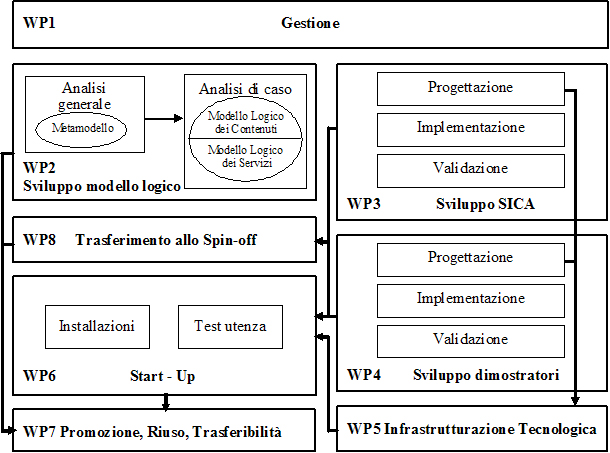 WP1 Gestione
Analisi
generale
Metamodello
Analisi di caso
Modello Logico
dei Contenuti
Modello Logico
dei Servizi
WP2
Sviluppo modello logico
Progettazione
Implementazione
Validazione
WP3 Sviluppo SICA
WP8 Trasferimento allo Spin-off
Progettazione
Implementazione
Validazione
WP4 Sviluppo dimostratori
Installazioni
Test utenza
WP6 Start - Up
WP7 Promozione, Riuso, Trasferibilità
WP5 Infrastrutturazione Tecnologica